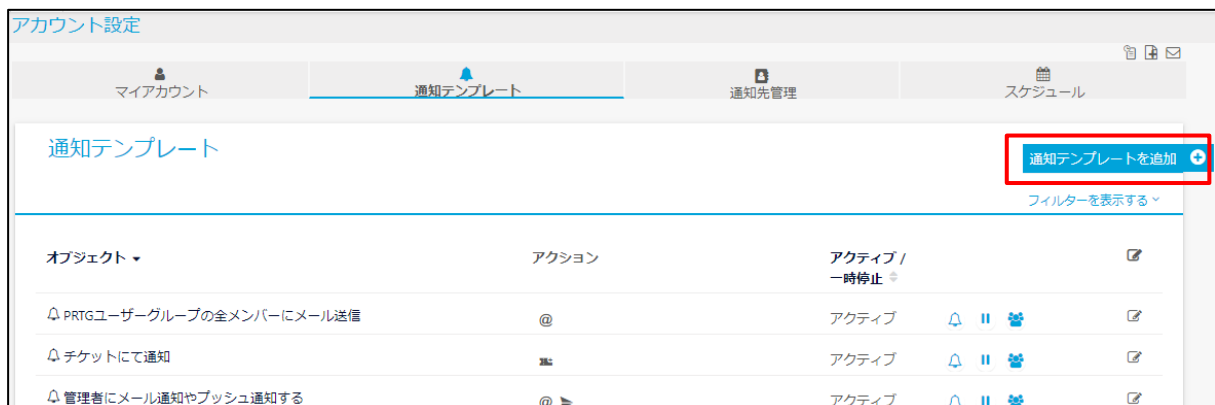 アカウント設定
マイアカウント
通知テンプレート
通知先管理
スケジュール
通知テンプレート
通知テンプレートを追加
フィルターを表示する
オブジェクト
アクション
アクティブ /
一時停止
PRTGユーザーグループの全メンバーにメール送信
@
アクティブ
チケットにて通知
アクティブ
管理者にメール通知やプッシュ通知する
@
アクティブ